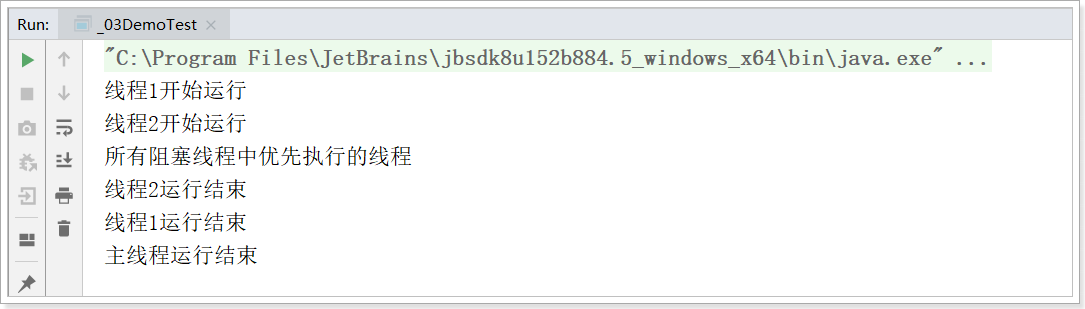 Run: _03DemoTest
"C:\Program Files\JetBrains\jbsdk8u152b884.5_windows_x64\bin\java.exe" ...
线程1开始运行
线程2开始运行
所有阻塞线程中优先执行的线程
线程2运行结束
线程1运行结束
主线程运行结束